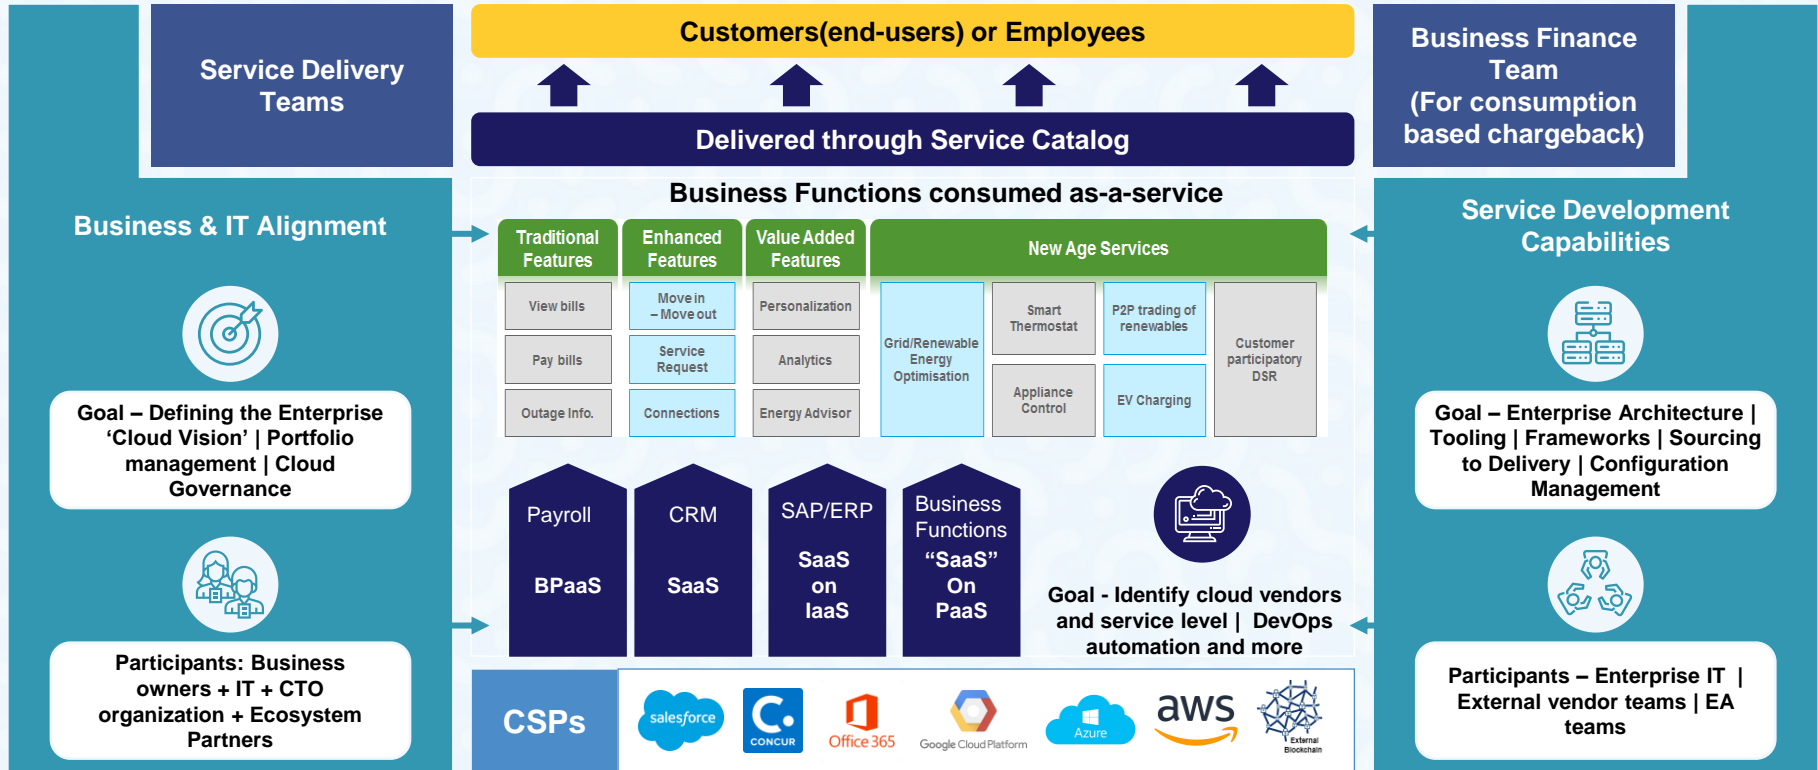 Service Delivery
Teams
Customers(end-users) or Employees
Delivered through Service Catalog
Business Finance
Team
(For consumption
based chargeback)
Business & IT Alignment
Goal – Defining the Enterprise
‘Cloud Vision’ | Portfolio
management | Cloud
Governance
Participants: Business
owners + IT + CTO
organization + Ecosystem
Partners
Business Functions consumed as-a-service
Traditional
Features
Enhanced
Features
Value Added
Features
New Age Services
View bills
Pay bills
Outage Info.
Move in
– Move out
Service
Request
Connections
Personalization
Analytics
Energy Advisor
Grid/Renewable
Energy
Optimisation
Smart
Thermostat
Appliance
Control
P2P trading of
renewables
EV Charging
Customer
participatory
DSR
Payroll
BPaaS
CRM
SaaS
SAP/ERP
SaaS
on
IaaS
Business
Functions
“SaaS”
On
PaaS
Goal - Identify cloud vendors
and service level | DevOps
automation and more
CSPs
salesforce
C.
CONCUR
Office 365
Google Cloud Platform
Azure
aws
External
Blockchain
Service Development
Capabilities
Goal – Enterprise Architecture |
Tooling | Frameworks | Sourcing
to Delivery | Configuration
Management
Participants – Enterprise IT |
External vendor teams | EA
teams